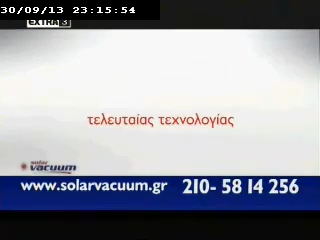 30/09/13 23:15:54
EXTRA 3
τελευταίας τεχνολογίας
solar
vacuum
www.solarvacuum.gr 210- 58 14 256